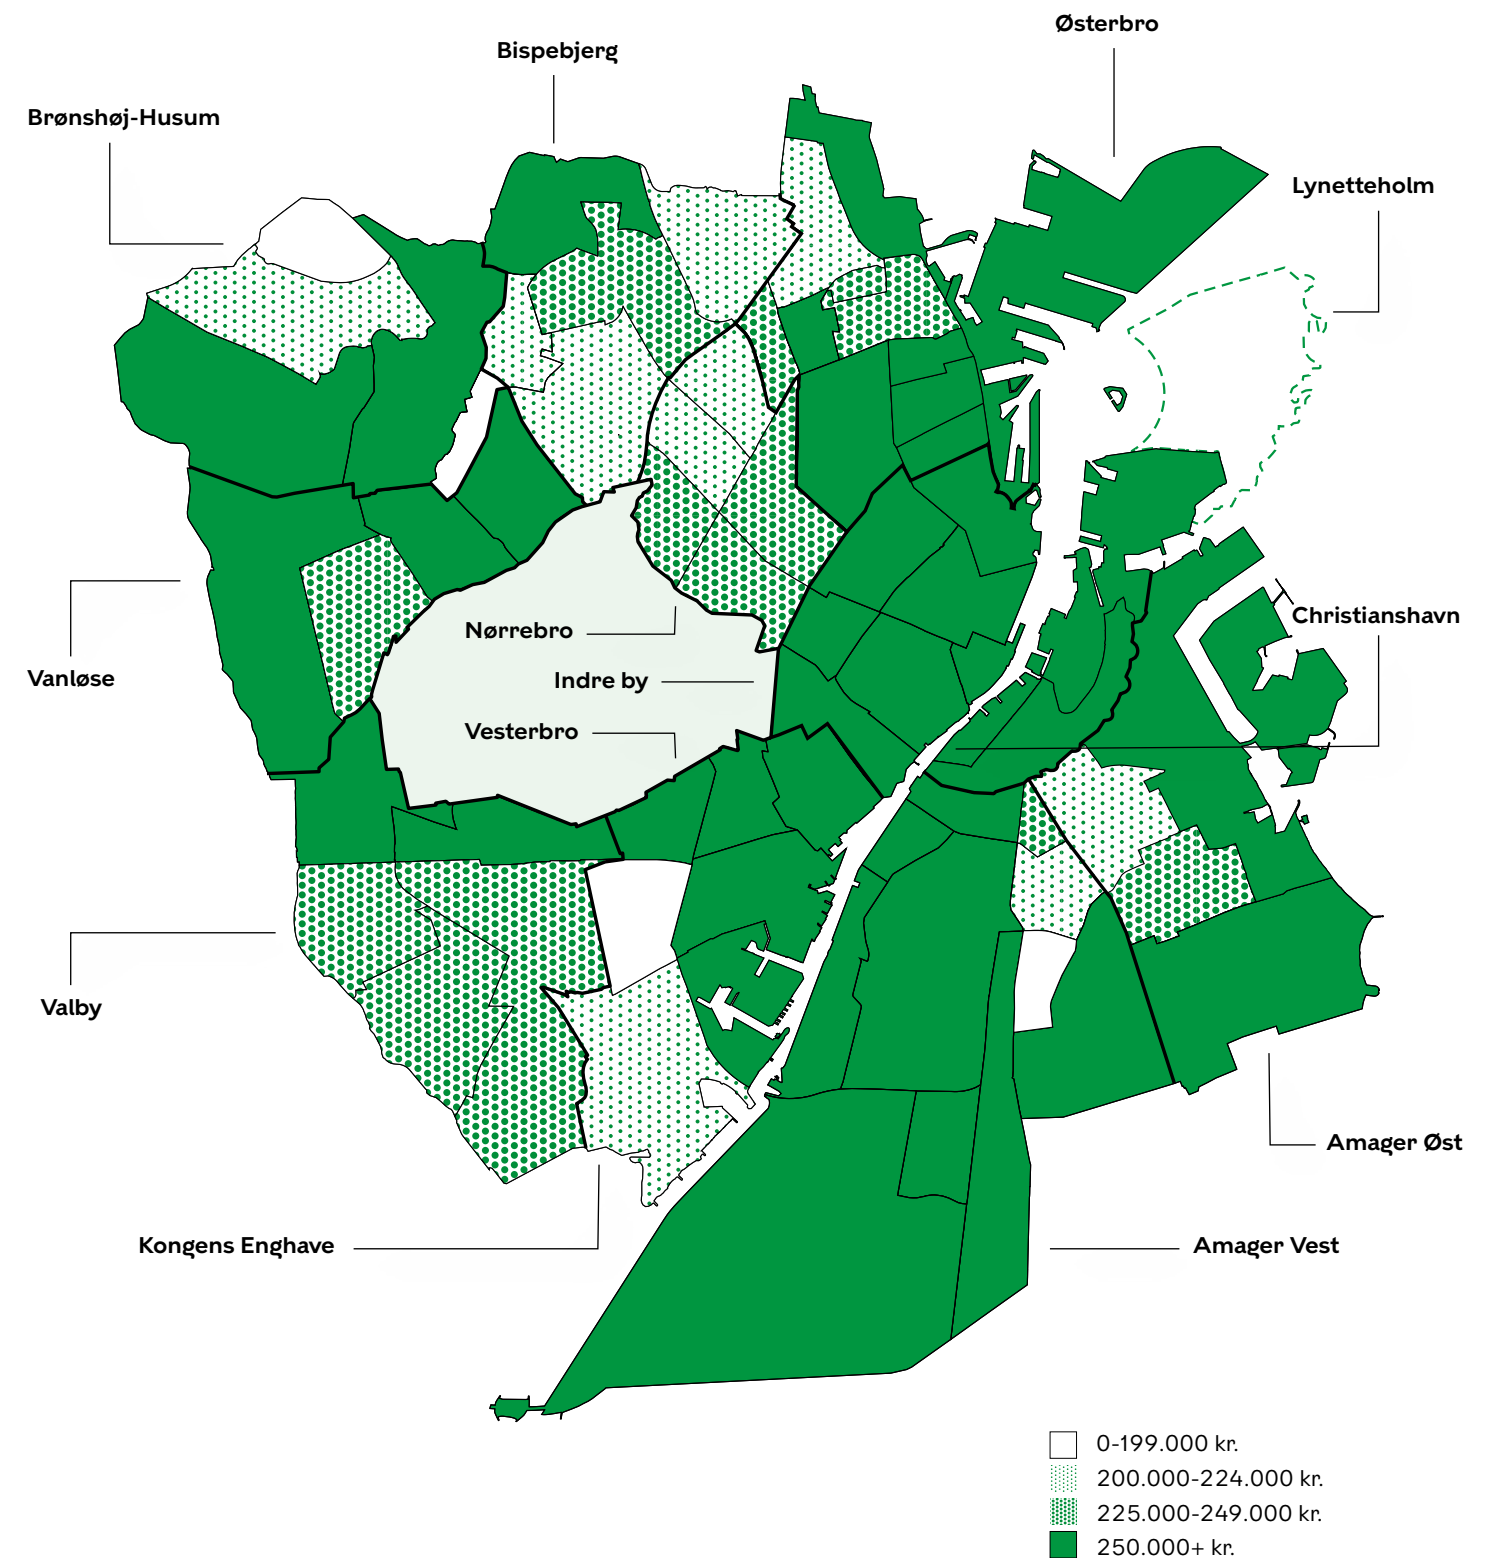 Østerbro
Bispebjerg
Brønshøj-Husum
Lynetteholm
Christianshavn
Nørrebro
Vanløse
Indre by
Vesterbro
Valby
Amager Øst
Kongens Enghave
Amager Vest
0-199.000 kr.
200.000-224.000 kr.
225.000-249.000 kr.
250.000+ kr.